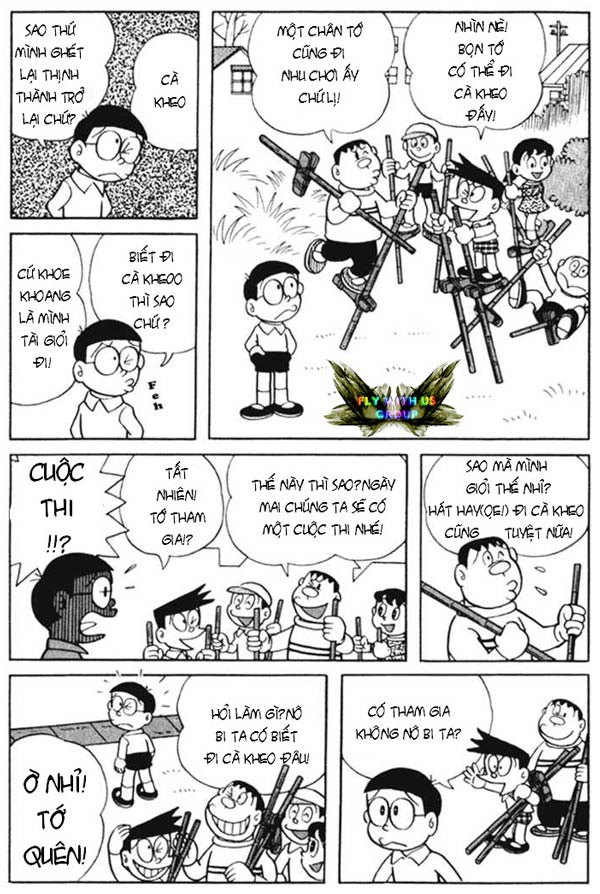 NHÌN NÈ!
BỌN TỚ
CÓ THỂ ĐI
CÀ KHEO
ĐẤY!
MỘT CHÂN TỚ
CŨNG ĐI
NHU CHƠI ẤY
CHỨ LỊ!
FLY WITH US
GROUP
CÀ
KHEO
SAO THỨ
MÌNH GHÉT
LẠI THỊNH
THÀNH TRỞ
LẠI CHỨ?
BIẾT ĐI
CÀ KHEOO
THÌ SAO
CHỨ ?
CỨ KHOE
KHOANG
LÀ MÌNH
TÀI GIỎI
ĐI!
Feh
SAO MÀ MÌNH
GIỎI THẾ NHỈ?
HÁT HAY(ỌE!) ĐI CÀ KHEO
CŨNG TUYỆT NỮA!
THẾ NÀY THÌ SAO?NGÀY
MAI CHÚNG TA SẼ CÓ
MỘT CUỘC THI NHÉ!
TẤT
NHIÊN!
TỚ THAM
GIA!?
CUỘC
THI
!!?
CÓ THAM GIA
KHÔNG NÔ BI TA?
HỎI LÀM GÌ?NÔ
BI TA CÓ BIẾT
ĐI CÀ KHEO ĐÂU!
Ờ NHỈ!
TỚ
QUÊN!